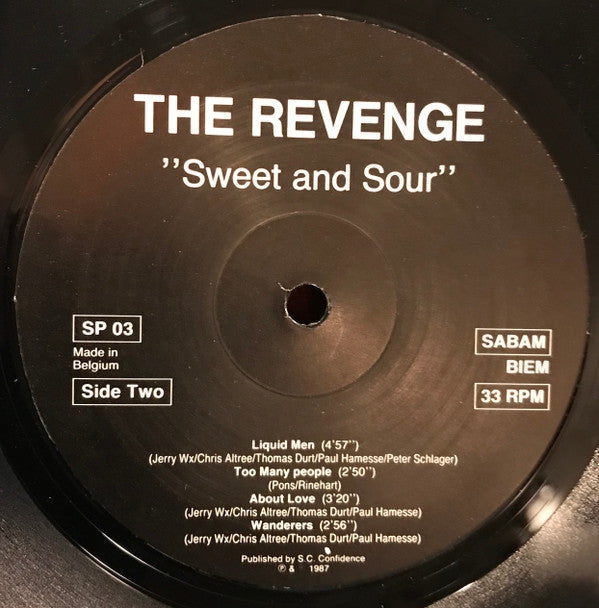 THE REVENGE
''Sweet and Sour''
SP 03
Made in
Belgium
Side Two
SABAM
BIEM
33 RPM
Liquid Men (4'57'')
(Jerry Wx/Chris Altree/Thomas Durt/Paul Hamesse/Peter Schlager)
Too Many people (2'50'')
(Pons/Rinehart)
About Love (3'20'')
(Jerry Wx/Chris Altree/Thomas Durt/Paul Hamesse)
Wanderers (2'56'')
(Jerry Wx/Chris Altree/Thomas Durt/Paul Hamesse)
Published by S.C. Confidence
℗ & 1987